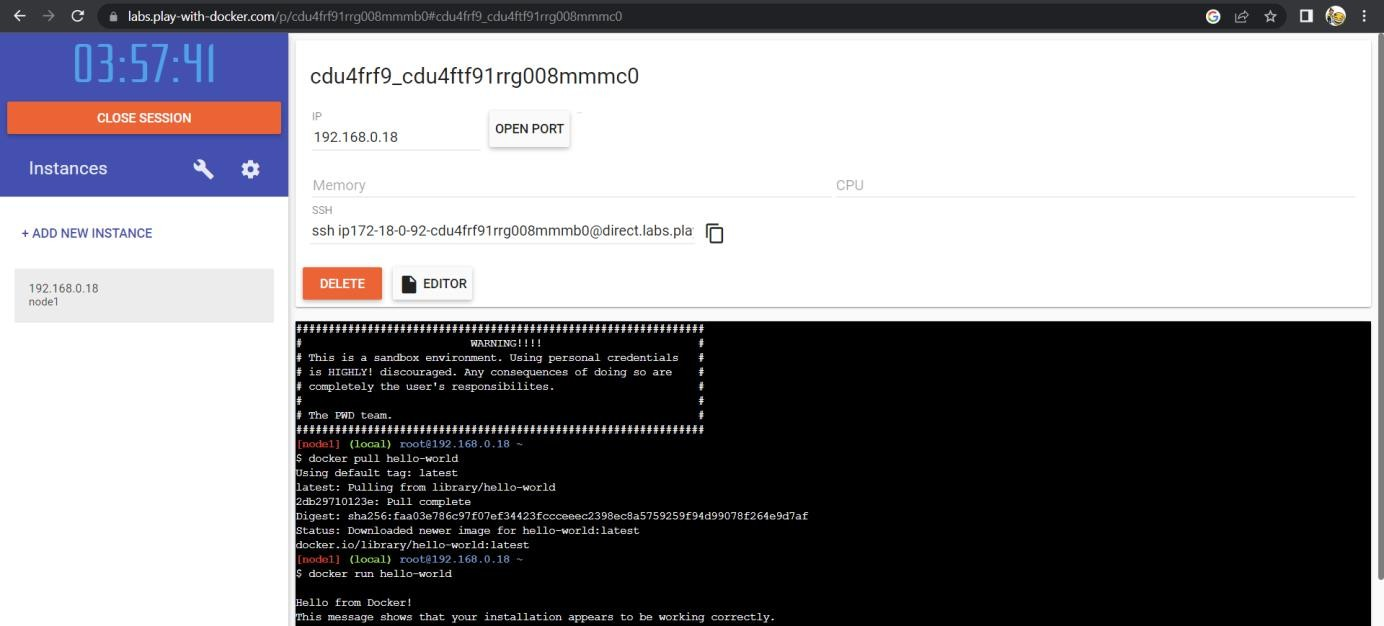 labs.play-with-docker.com/p/cdu4frf91rrg008mmmb0#cdu4frf9_cdu4ftf91rrg008mmmc0
03:57:41
CLOSE SESSION
Instances
+ ADD NEW INSTANCE
192.168.0.18
node1
cdu4frf9_cdu4ftf91rrg008mmmc0
IP
192.168.0.18
OPEN PORT
Memory
CPU
SSH
ssh ip172-18-0-92-cdu4frf91rrg008mmmb0@direct.labs.pla
DELETE
EDITOR
###############################################################
# WARNING!!!! #
# This is a sandbox environment. Using personal credentials #
# is HIGHLY! discouraged. Any consequences of doing so are #
# completely the user's responsibilites. #
# #
# The PWD team. #
###############################################################
[node1] (local) root@192.168.0.18 ~
$ docker pull hello-world
Using default tag: latest
latest: Pulling from library/hello-world
2db29710123e: Pull complete
Digest: sha256:faa03e786c97f07ef34423fccceeec2398ec8a5759259f94d99078f264e9d7af
Status: Downloaded newer image for hello-world:latest
docker.io/library/hello-world:latest
[node1] (local) root@192.168.0.18 ~
$ docker run hello-world
Hello from Docker!
This message shows that your installation appears to be working correctly.